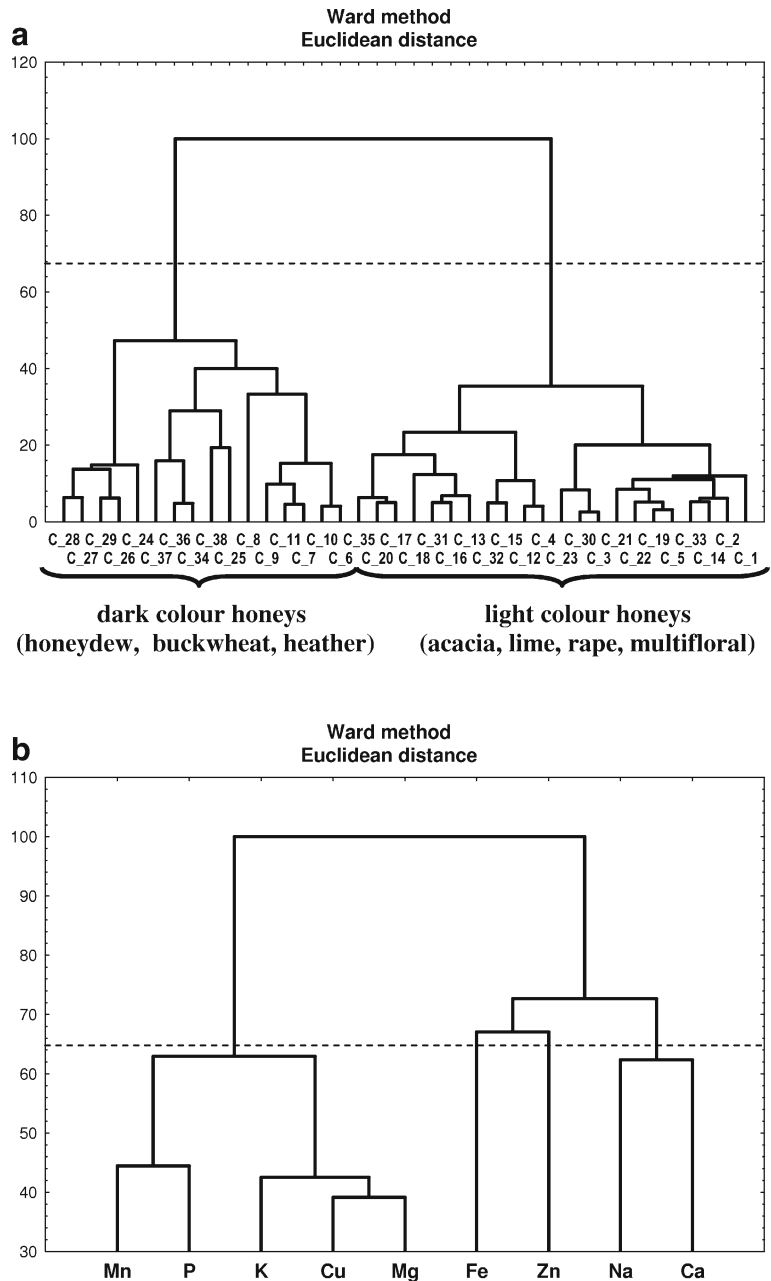 a
Ward method
Euclidean distance
120
100
80
60
40
20
0
C_28 C_29 C_24 C_36 C_38 C_8 C_11 C_10 C_35 C_17 C_31 C_13 C_15 C_4 C_30 C_21 C_19 C_33 C_2
C_27 C_26 C_37 C_34 C_25 C_9 C_7 C_6 C_20 C_18 C_16 C_32 C_12 C_23 C_3 C_22 C_5 C_14 C_1
dark colour honeys
light colour honeys
(honeydew, buckwheat, heather)
(acacia, lime, rape, multifloral)
b
Ward method
Euclidean distance
110
100
90
80
70
60
50
40
30
Mn P K Cu Mg Fe Zn Na Ca